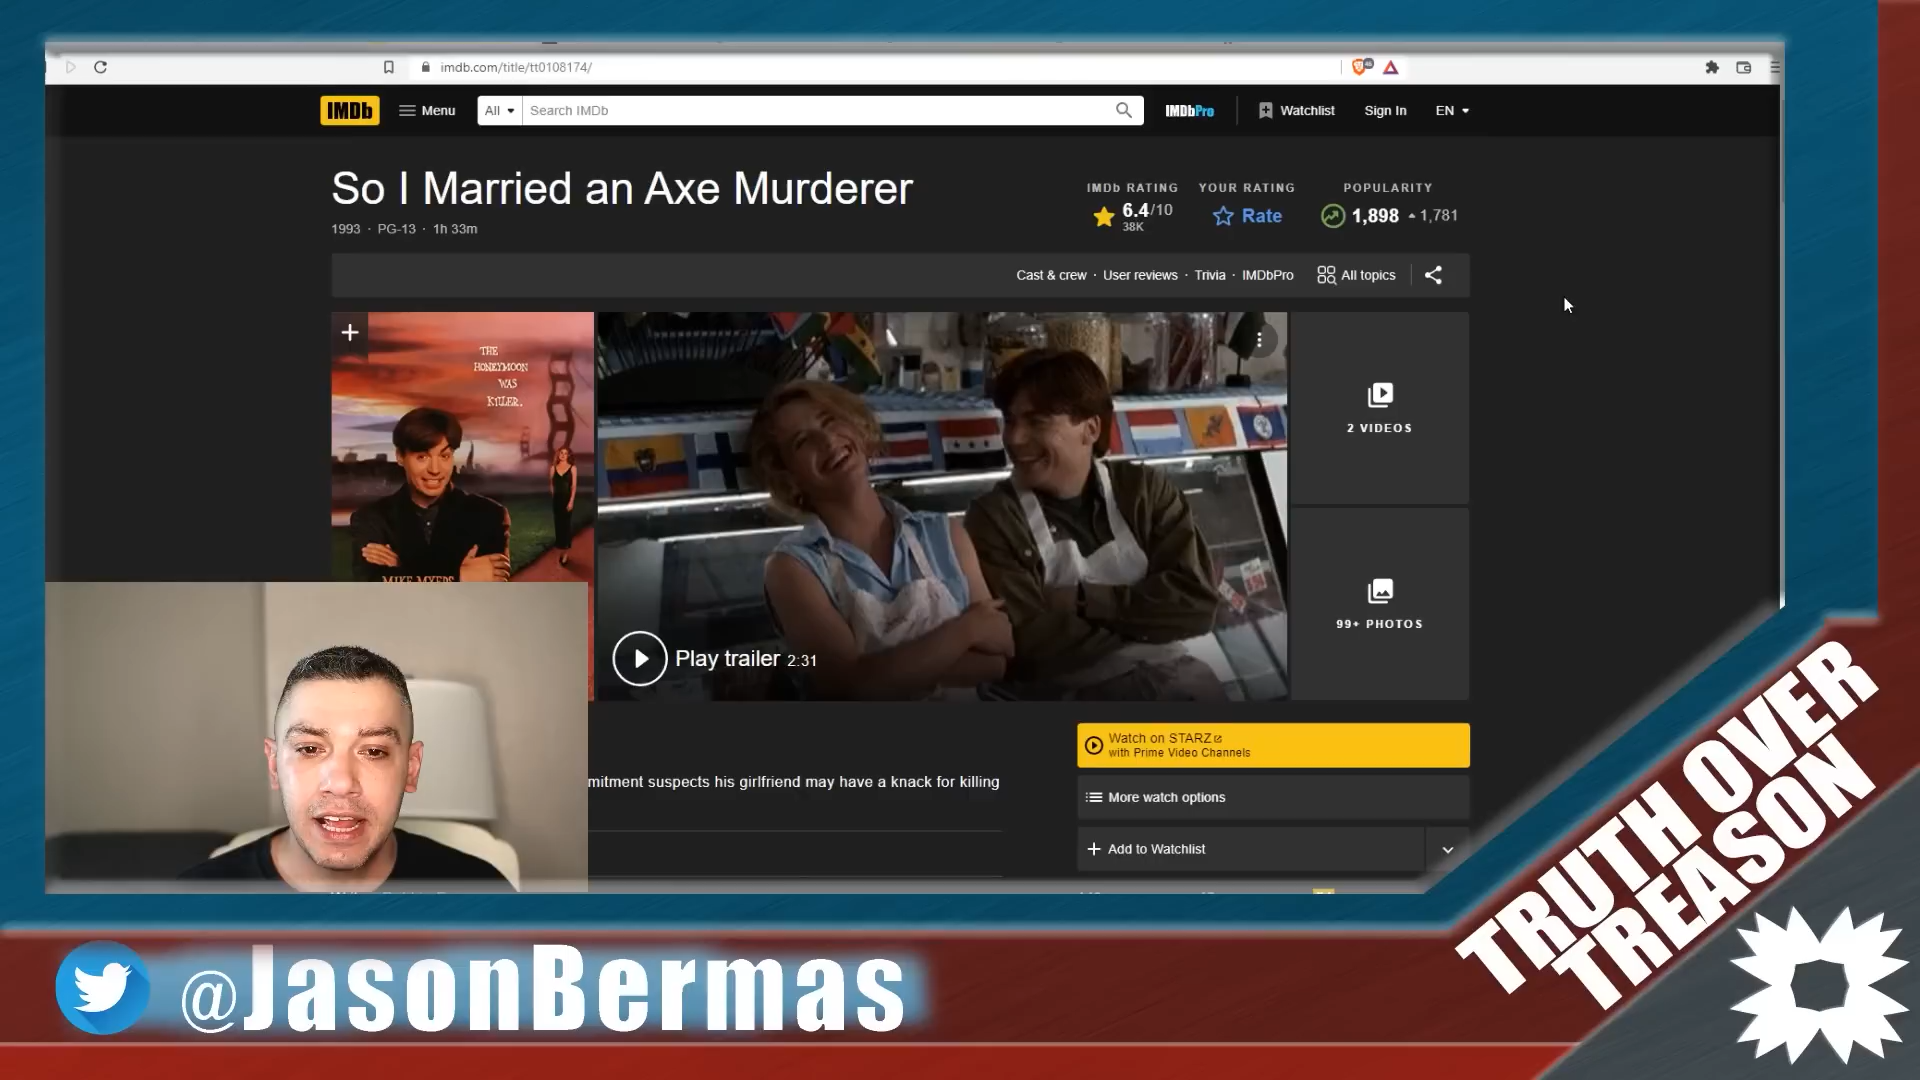 imdb.com/title/tt0108174/
IMDb
Menu
All
Search IMDb
IMDbPro
Watchlist
Sign In
EN
So I Married an Axe Murderer
1993 · PG-13 · 1h 33m
IMDb RATING
6.4/10
38K
YOUR RATING
Rate
POPULARITY
1,898
1,781
Cast & crew · User reviews · Trivia · IMDbPro
All topics
THE
HONEYMOON
WAS
KILLER.
MIKE MYERS
Play trailer 2:31
2 VIDEOS
99+ PHOTOS
mitment suspects his girlfriend may have a knack for killing
Watch on STARZ
with Prime Video Channels
More watch options
Add to Watchlist
TRUTH OVER
TREASON
@JasonBermas